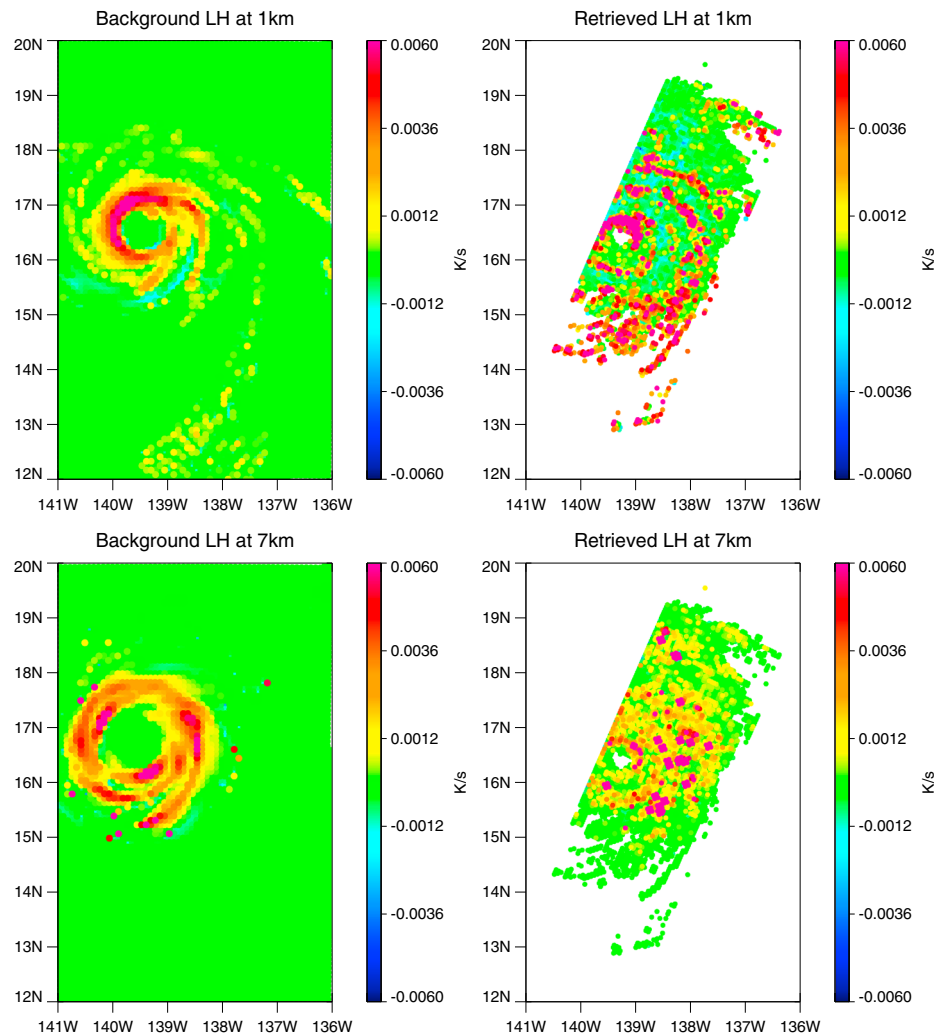 Background LH at 1km
20N
19N
18N
17N
16N
15N
14N
13N
12N
141W 140W 139W 138W 137W 136W
0.0060
0.0036
0.0012
-0.0012
-0.0036
-0.0060
K/s
Retrieved LH at 1km
20N
19N
18N
17N
16N
15N
14N
13N
12N
141W 140W 139W 138W 137W 136W
0.0060
0.0036
0.0012
-0.0012
-0.0036
-0.0060
K/s
Background LH at 7km
20N
19N
18N
17N
16N
15N
14N
13N
12N
141W 140W 139W 138W 137W 136W
0.0060
0.0036
0.0012
-0.0012
-0.0036
-0.0060
K/s
Retrieved LH at 7km
20N
19N
18N
17N
16N
15N
14N
13N
12N
141W 140W 139W 138W 137W 136W
0.0060
0.0036
0.0012
-0.0012
-0.0036
-0.0060
K/s